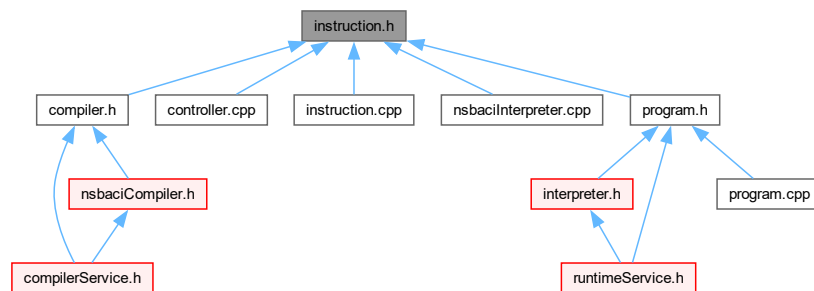 instruction.h
compiler.h
controller.cpp
instruction.cpp
nsbaciInterpreter.cpp
program.h
nsbaciCompiler.h
interpreter.h
program.cpp
compilerService.h
runtimeService.h